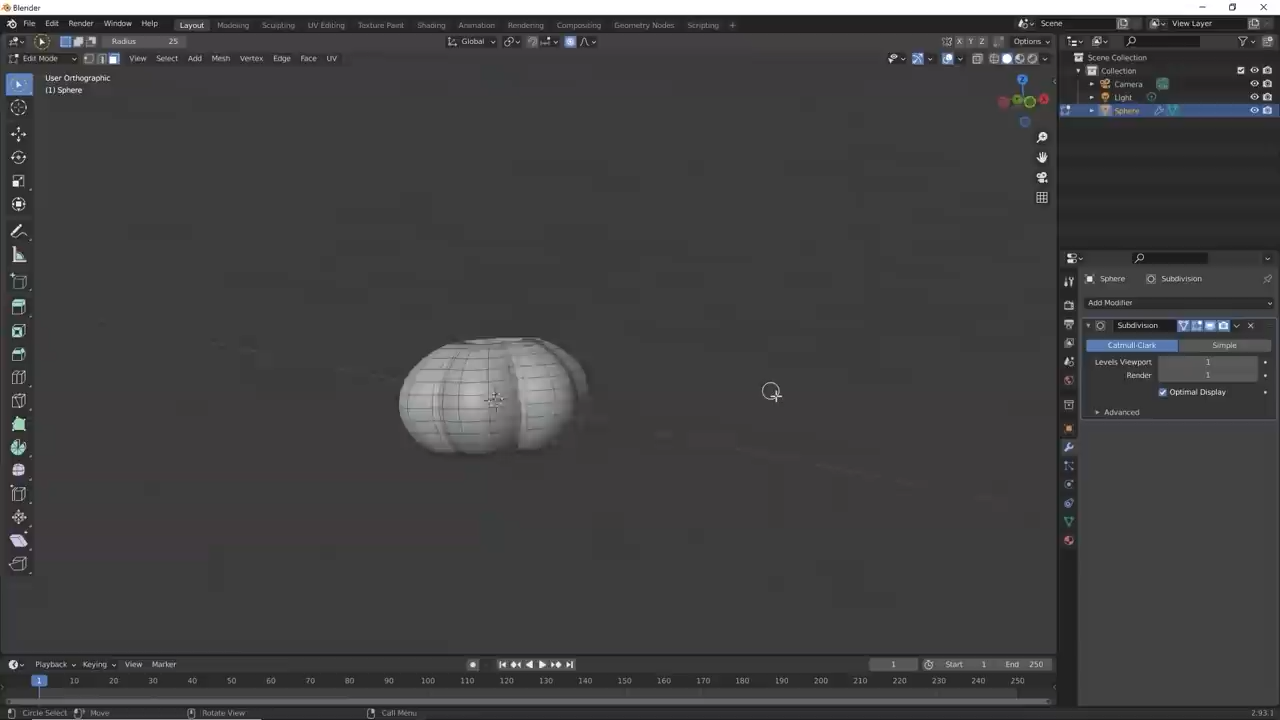 Blender
File Edit Render Window Help Layout Modeling Sculpting UV Editing Texture Paint Shading Animation Rendering Compositing Geometry Nodes Scripting + Scene View Layer
Radius 25 Global X Y Z Options
Edit Mode View Select Add Mesh Vertex Edge Face UV
User Orthographic
(1) Sphere
Z
Scene Collection
Collection
Camera
Light
Sphere
Sphere Subdivision
Add Modifier
Subdivision
Catmull-Clark Simple
Levels Viewport 1
Render 1
Optimal Display
Advanced
Playback Keying View Marker 1 Start 1 End 250
1 10 20 30 40 50 60 70 80 90 100 110 120 130 140 150 160 170 180 190 200 210 220 230 240 250
Circle Select Move Rotate View Call Menu 2.93.1